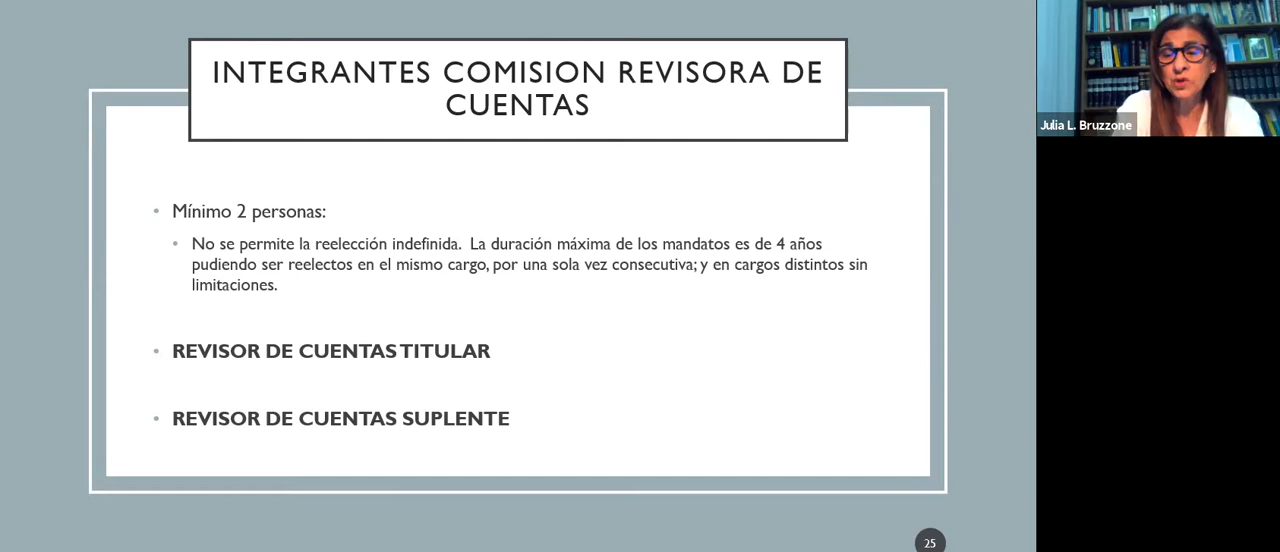 INTEGRANTES COMISION REVISORA DE
CUENTAS
Mínimo 2 personas:
No se permite la reelección indefinida. La duración máxima de los mandatos es de 4 años
pudiendo ser reelectos en el mismo cargo, por una sola vez consecutiva; y en cargos distintos sin
limitaciones.
REVISOR DE CUENTAS TITULAR
REVISOR DE CUENTAS SUPLENTE
25
Julia L. Bruzzone